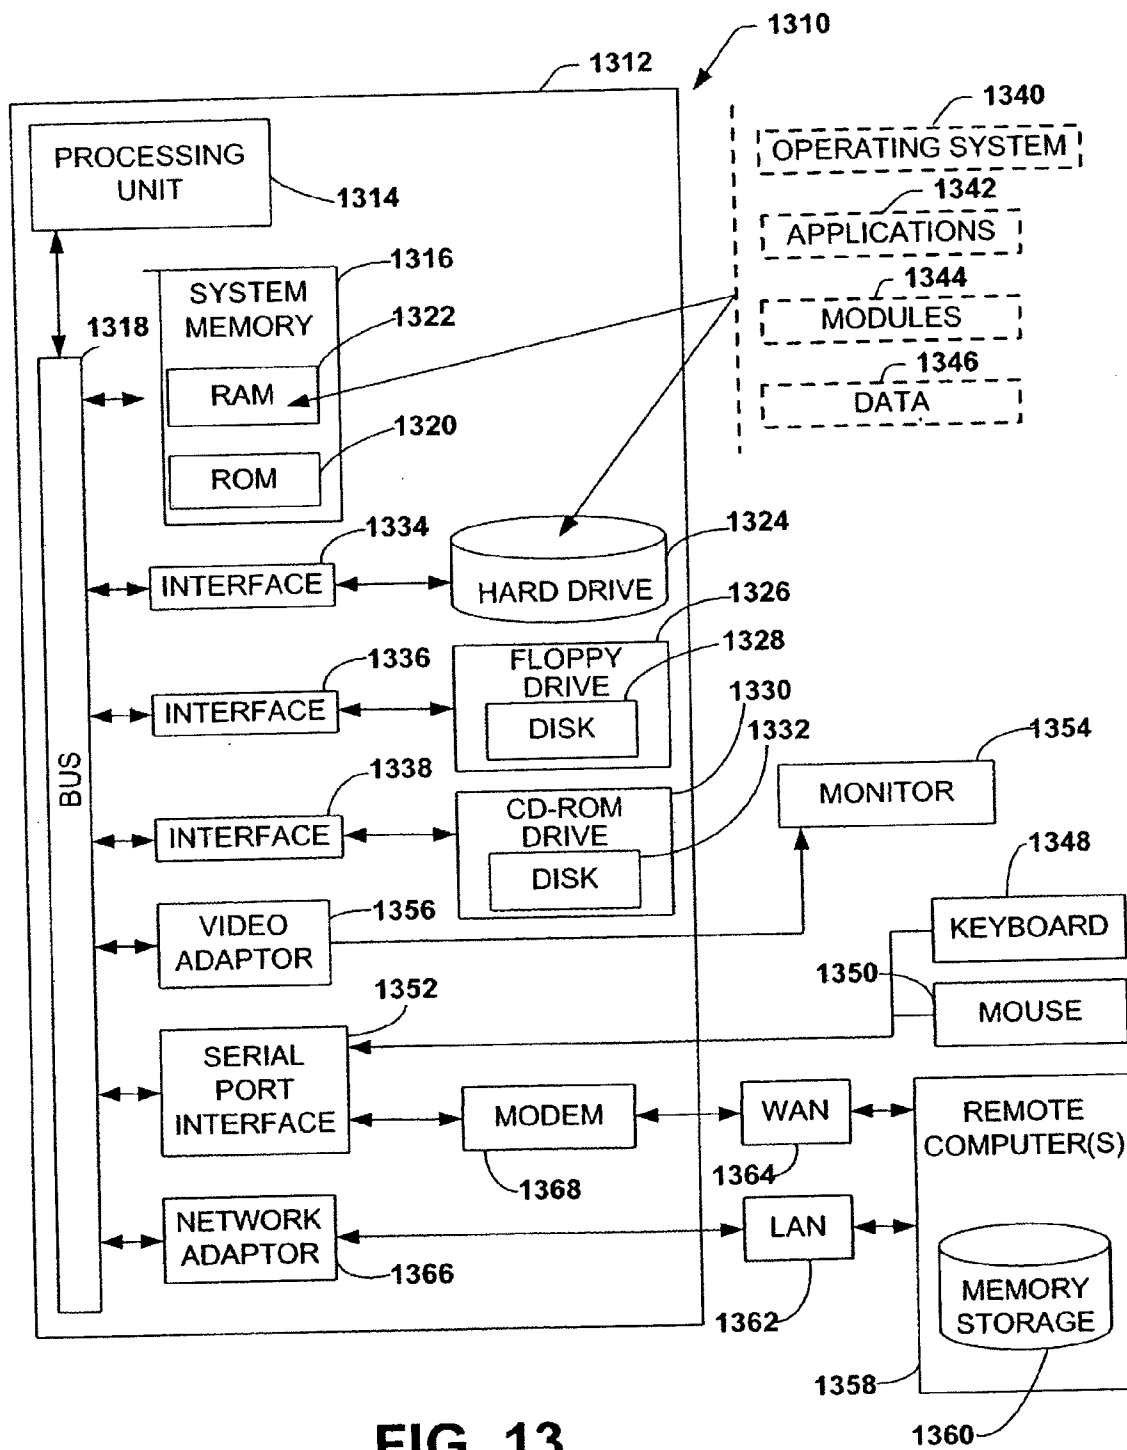 1310
1312
PROCESSING
UNIT
1314
1340
OPERATING SYSTEM
1342
APPLICATIONS
1344
MODULES
1346
DATA
1316
SYSTEM
MEMORY
1322
RAM
1320
ROM
1318
BUS
1334
INTERFACE
1324
HARD DRIVE
1326
1336
INTERFACE
FLOPPY
DRIVE
1328
DISK
1330
1332
1338
INTERFACE
CD-ROM
DRIVE
DISK
1354
MONITOR
1356
VIDEO
ADAPTOR
1348
KEYBOARD
1350
MOUSE
1352
SERIAL
PORT
INTERFACE
MODEM
1368
WAN
1364
REMOTE
COMPUTER(S)
NETWORK
ADAPTOR
1366
LAN
1362
MEMORY
STORAGE
1358
1360
FIG. 13